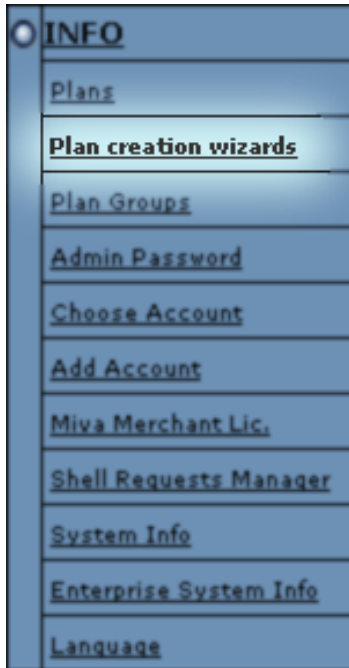 INFO
Plans
Plan creation wizards
Plan Groups
Admin Password
Choose Account
Add Account
Miva Merchant Lic.
Shell Requests Manager
System Info
Enterprise System Info
Language